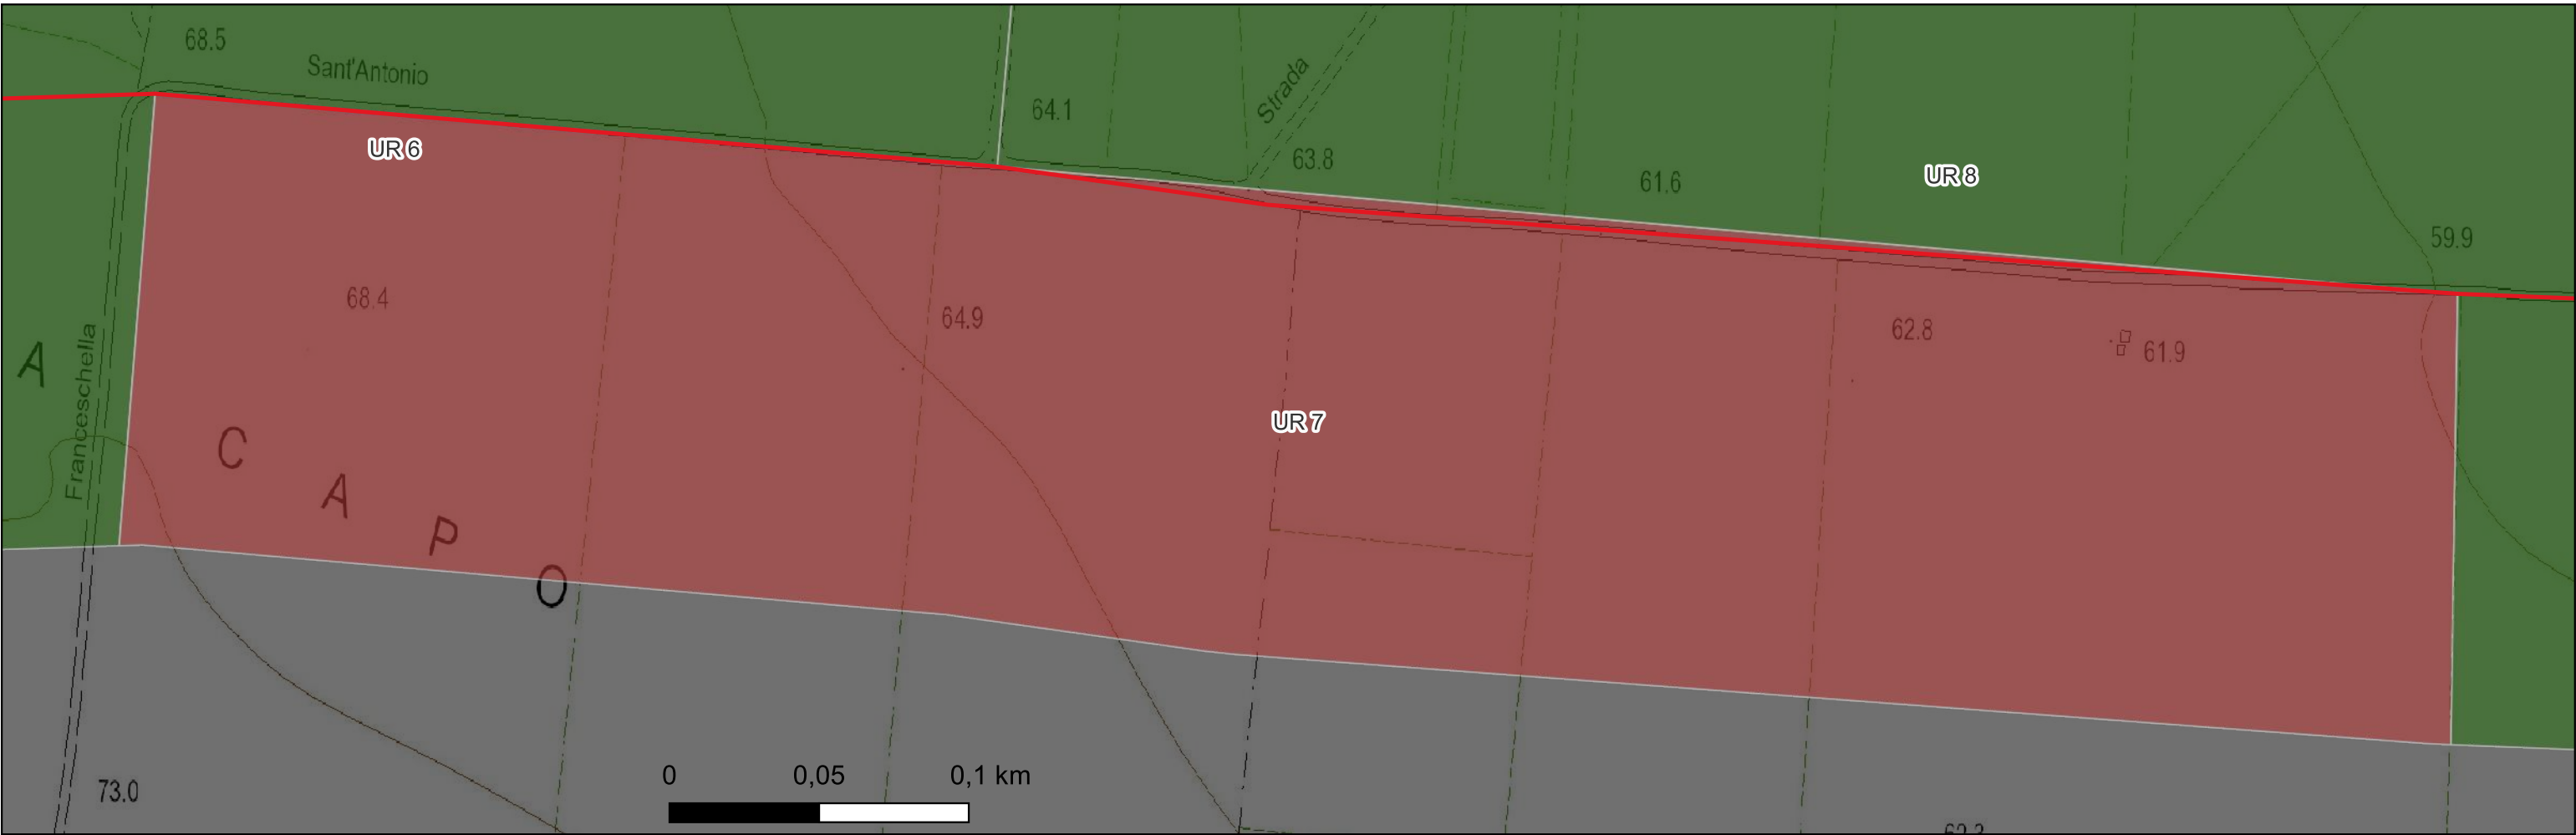 68.5
Sant'Antonio
64.1
Strada
63.8
UR 6
61.6
UR 8
59.9
68.4
64.9
62.8
61.9
A
Franceschella
UR 7
C A P O
73.0
0 0,05 0,1 km